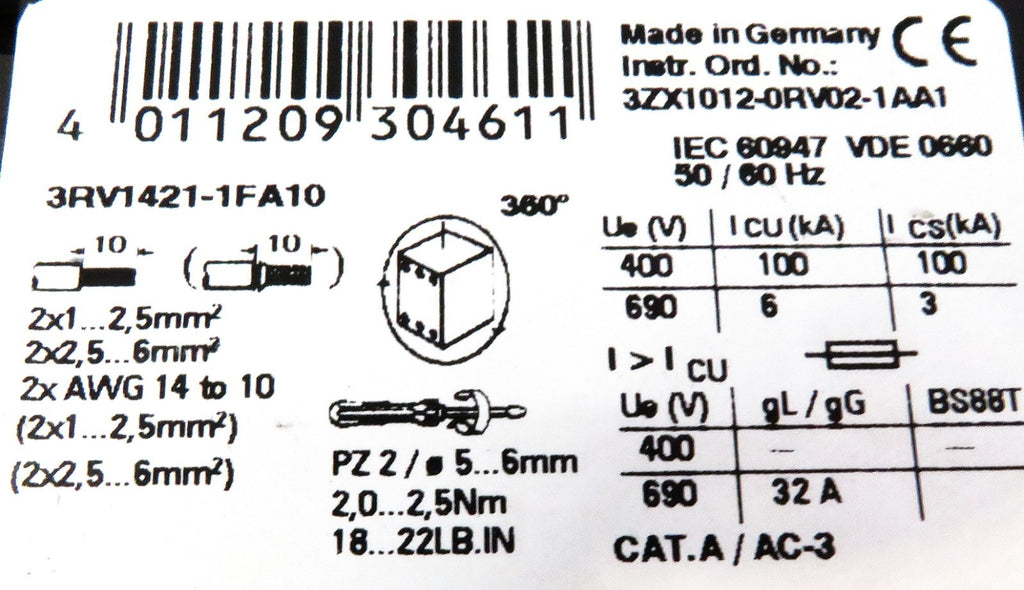 Made in Germany CE
Instr. Ord. No.:
3ZX1012-0RV02-1AA1
4 011209 304611
IEC 60947 VDE 0660
50 / 60 Hz
3RV1421-1FA10
360°
10 (10)
2x1...2,5mm²
2x2,5...6mm²
2x AWG 14 to 10
(2x1...2,5mm²)
(2x2,5...6mm²)
PZ 2 / ø 5...6mm
2,0...2,5Nm
18...22LB.IN
Ue (V) I CU (kA) I CS(kA)
400 100 100
690 6 3
I > I CU
Ue (V) gL / gG BS88T
400 — —
690 32 A
CAT.A / AC-3